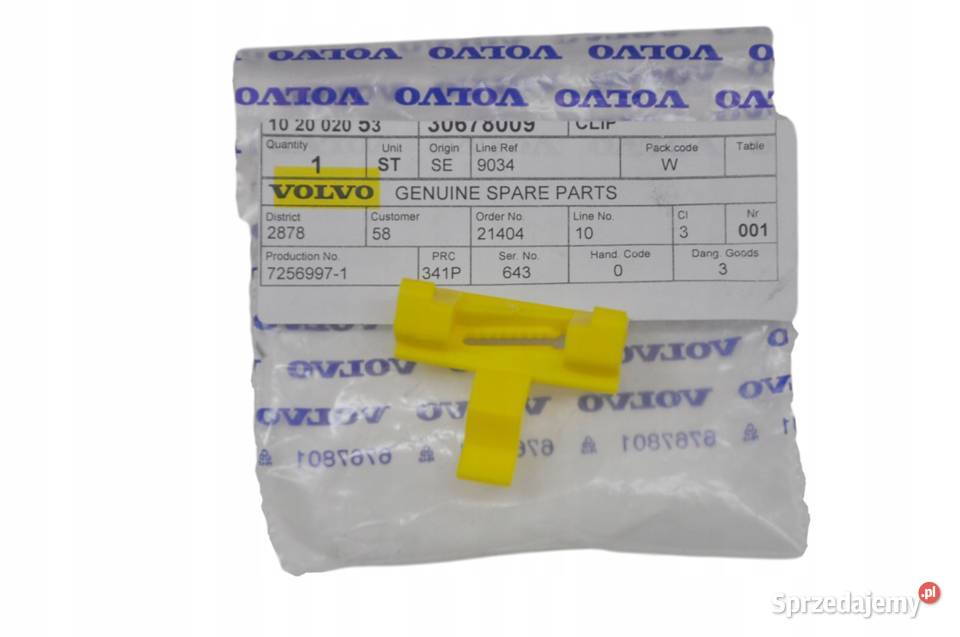 VOLVO VOLVO VOLVO
VOLVO VOLVO VOLVO
10 20 020 53 30678009 CLIP
Quantity Unit Origin Line Ref Pack.code Table
1 ST SE 9034 W
VOLVO GENUINE SPARE PARTS
District Customer Order No. Line No. Cl Nr
2878 58 21404 10 3 001
Production No. PRC Ser. No. Hand. Code Dang. Goods
7256997-1 341P 643 0 3
VOLVO
VOLVO VOLVO
VOLVO VOLVO VOLVO
6767801 6767801 6767801
Sprzedajemy.pl